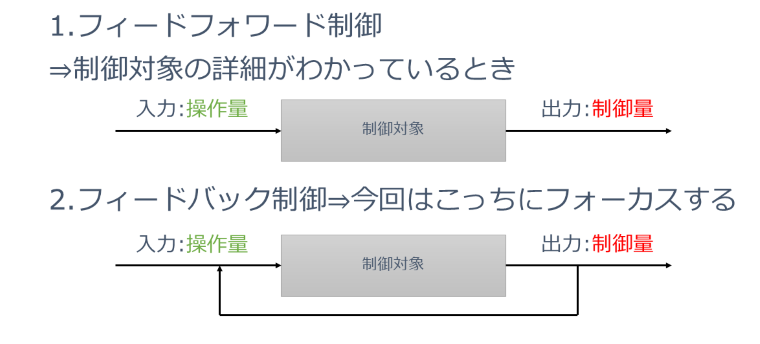 1.フィードフォワード制御
⇒制御対象の詳細がわかっているとき
入力:操作量
制御対象
出力:制御量
2.フィードバック制御⇒今回はこっちにフォーカスする
入力:操作量
制御対象
出力:制御量